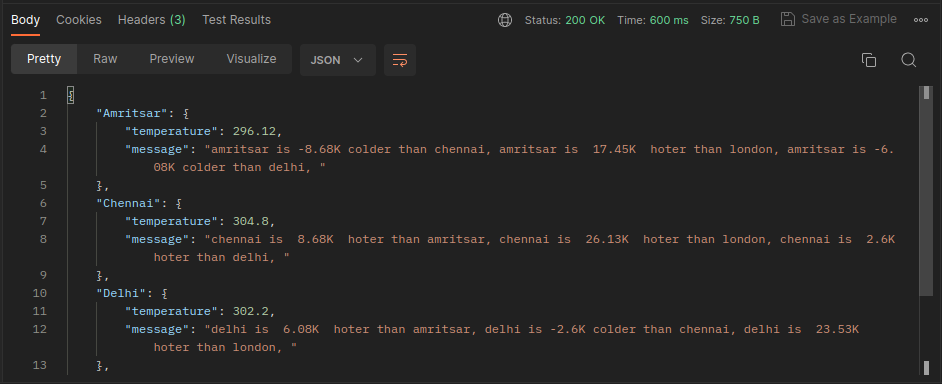 Body Cookies Headers (3) Test Results Status: 200 OK Time: 600 ms Size: 750 B Save as Example
Pretty Raw Preview Visualize JSON
1 {
2 "Amritsar": {
3 "temperature": 296.12,
4 "message": "amritsar is -8.68K colder than chennai, amritsar is  17.45K  hoter than london, amritsar is -6.
08K colder than delhi, "
5 },
6 "Chennai": {
7 "temperature": 304.8,
8 "message": "chennai is  8.68K  hoter than amritsar, chennai is  26.13K  hoter than london, chennai is  2.6K
hoter than delhi, "
9 },
10 "Delhi": {
11 "temperature": 302.2,
12 "message": "delhi is  6.08K  hoter than amritsar, delhi is -2.6K colder than chennai, delhi is  23.53K
hoter than london, "
13 },